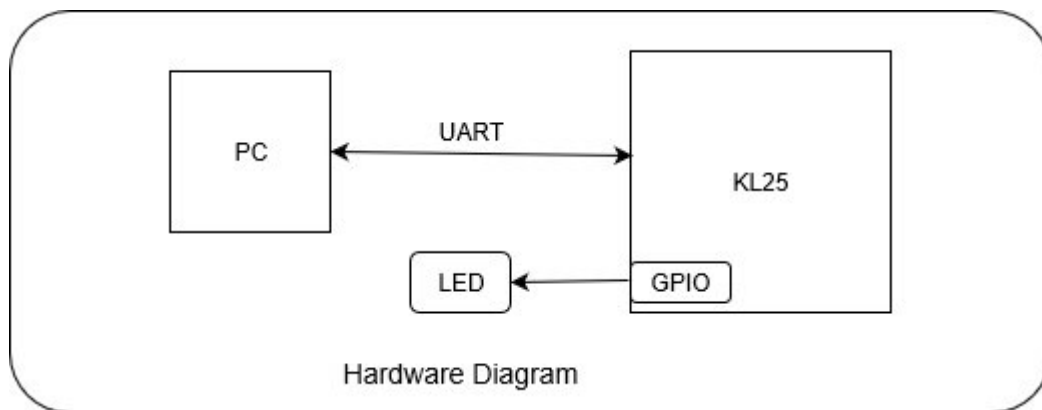 UART
PC
KL25
LED
GPIO
Hardware Diagram